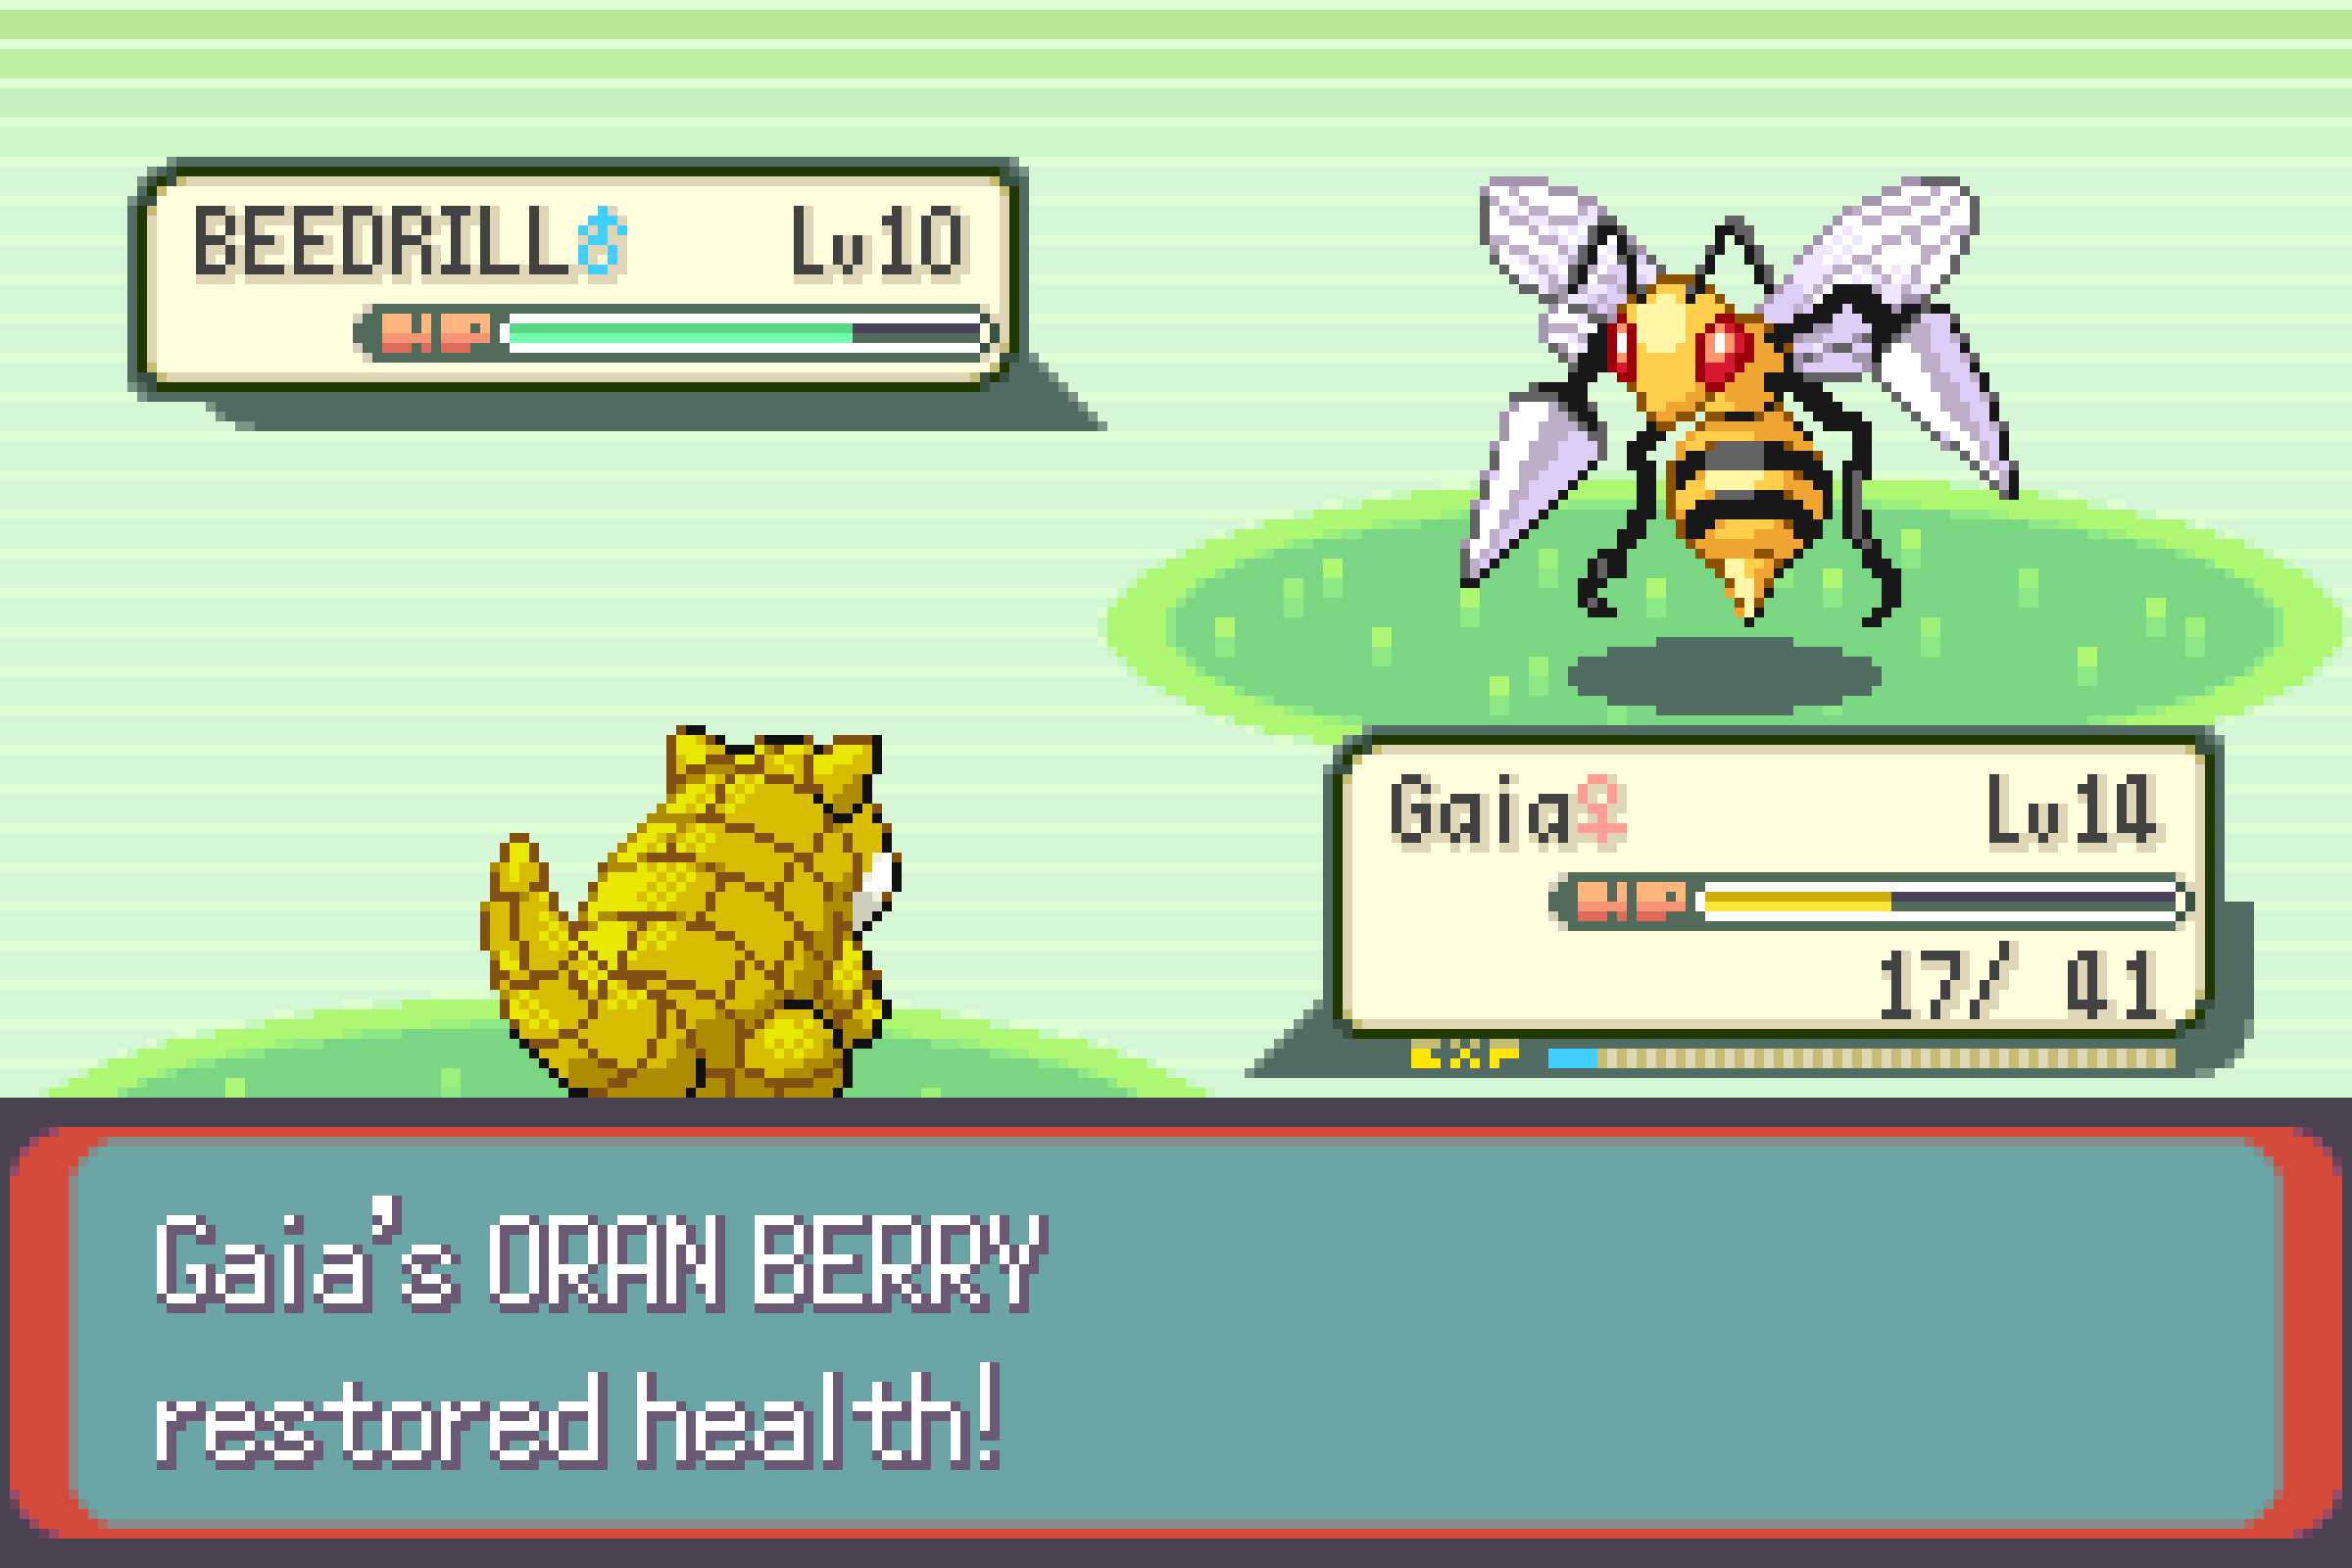 BEEDRILL♂ Lv10
HP
Gaia♀ Lv14
HP
17/ 41
EXP
Gaia's ORAN BERRY
restored health!